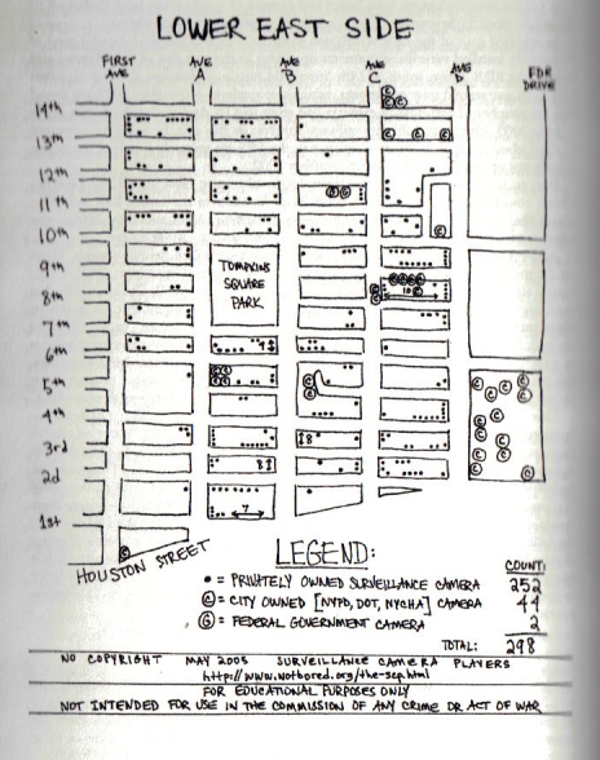 LOWER EAST SIDE
FIRST AVE
AVE A
AVE B
AVE C
AVE D
FDR DRIVE
14th
13th
12th
11th
10th
9th
8th
7th
6th
5th
4th
3rd
2d
1st
TOMPKINS
SQUARE
PARK
HOUSTON STREET
7
8
8
10
LEGEND:
COUNT:
• = PRIVATELY OWNED SURVEILLANCE CAMERA 252
Ⓒ = CITY OWNED [NYPD, DOT, NYCHA] CAMERA 44
Ⓖ = FEDERAL GOVERNMENT CAMERA 2
TOTAL: 298
NO COPYRIGHT MAY 2005 SURVEILLANCE CAMERA PLAYERS
http://www.notbored.org/the-scp.html
FOR EDUCATIONAL PURPOSES ONLY
NOT INTENDED FOR USE IN THE COMMISSION OF ANY CRIME OR ACT OF WAR